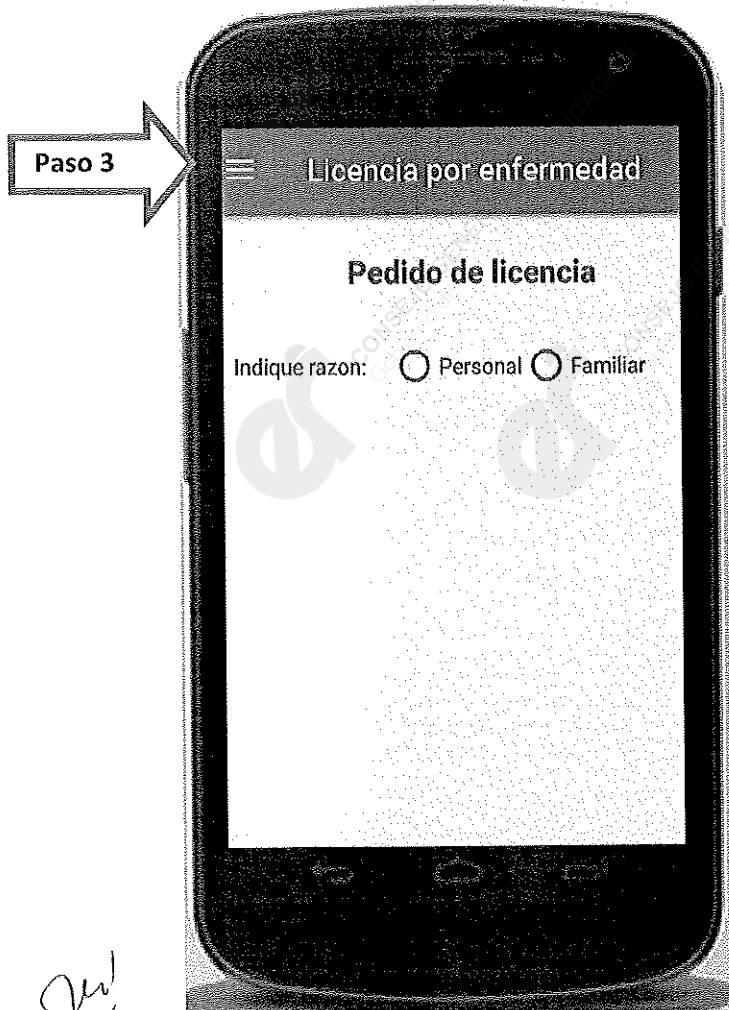 Paso 3
Licencia por enfermedad
Pedido de licencia
Indique razon: Personal Familiar